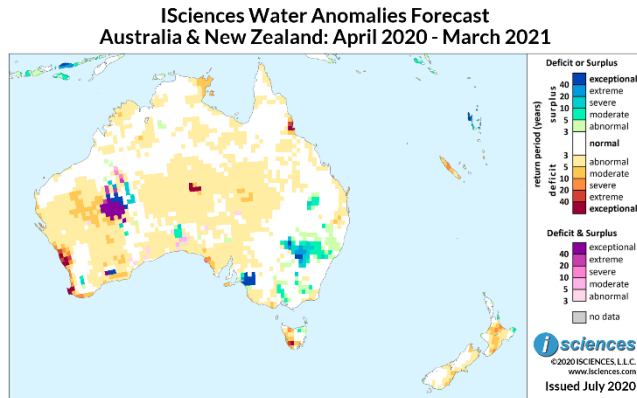 ISciences Water Anomalies Forecast
Australia & New Zealand: April 2020 - March 2021
Deficit or Surplus
return period (years)
surplus
deficit
exceptional
40
extreme
20
severe
10
moderate
5
abnormal
3
normal
3
abnormal
5
moderate
10
severe
20
extreme
40
exceptional
Deficit & Surplus
exceptional
40
extreme
20
severe
10
moderate
5
abnormal
3
no data
i sciences
©2020 ISCIENCES, L.L.C.
www.isciences.com
Issued July 2020